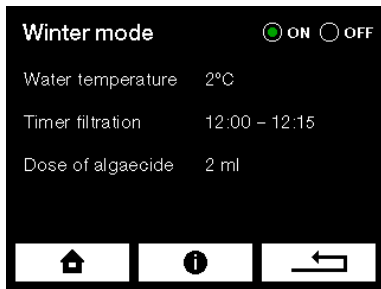 Winter mode ON OFF
Water temperature 2°C
Timer filtration 12:00 – 12:15
Dose of algaecide 2 ml